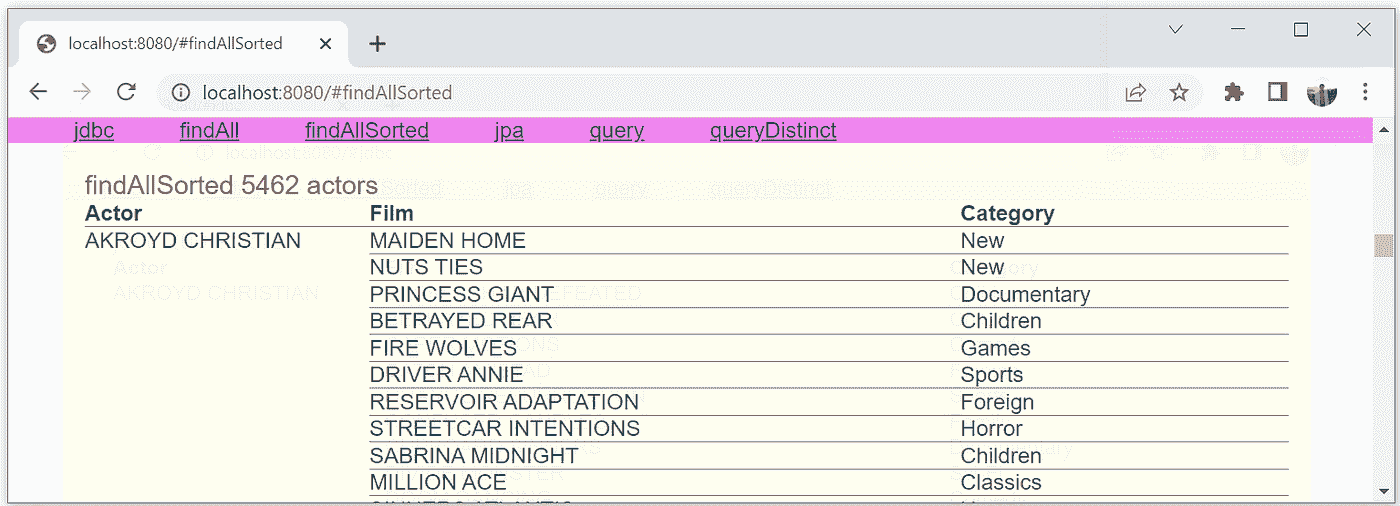 localhost:8080/#findAllSorted
localhost:8080/#findAllSorted
jdbc findAll findAllSorted jpa query queryDistinct
findAllSorted 5462 actors
Actor Film Category
AKROYD CHRISTIAN MAIDEN HOME New
NUTS TIES New
PRINCESS GIANT Documentary
BETRAYED REAR Children
FIRE WOLVES Games
DRIVER ANNIE Sports
RESERVOIR ADAPTATION Foreign
STREETCAR INTENTIONS Horror
SABRINA MIDNIGHT Children
MILLION ACE Classics